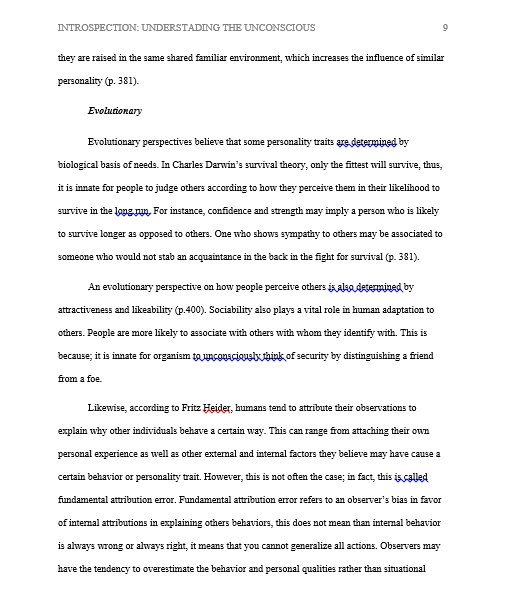 INTROSPECTION: UNDERSTADING THE UNCONSCIOUS 9
they are raised in the same shared familiar environment, which increases the influence of similar
personality (p. 381).
Evolutionary
Evolutionary perspectives believe that some personality traits are determined by
biological basis of needs. In Charles Darwin's survival theory, only the fittest will survive, thus,
it is innate for people to judge others according to how they perceive them in their likelihood to
survive in the long run. For instance, confidence and strength may imply a person who is likely
to survive longer as opposed to others. One who shows sympathy to others may be associated to
someone who would not stab an acquaintance in the back in the fight for survival (p. 381).
An evolutionary perspective on how people perceive others is also determined by
attractiveness and likeability (p.400). Sociability also plays a vital role in human adaptation to
others. People are more likely to associate with others with whom they identify with. This is
because; it is innate for organism to unconsciously think of security by distinguishing a friend
from a foe.
Likewise, according to Fritz Heider, humans tend to attribute their observations to
explain why other individuals behave a certain way. This can range from attaching their own
personal experience as well as other external and internal factors they believe may have cause a
certain behavior or personality trait. However, this is not often the case; in fact, this is called
fundamental attribution error. Fundamental attribution error refers to an observer's bias in favor
of internal attributions in explaining others behaviors, this does not mean than internal behavior
is always wrong or always right, it means that you cannot generalize all actions. Observers may
have the tendency to overestimate the behavior and personal qualities rather than situational